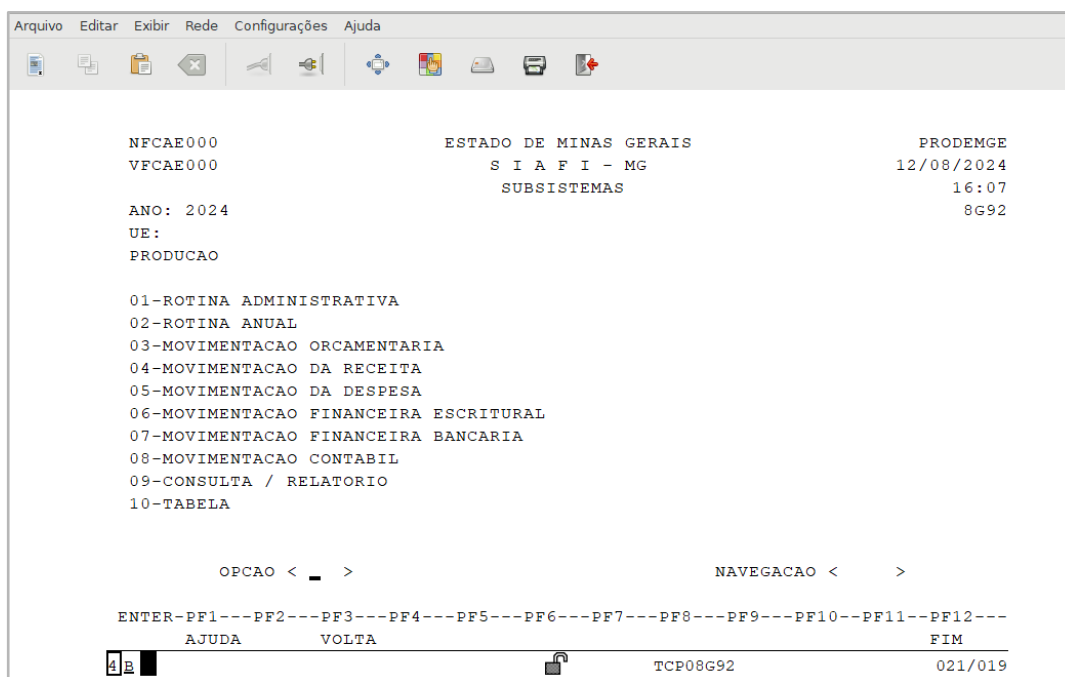 Arquivo Editar Exibir Rede Configurações Ajuda
NFCAE000 ESTADO DE MINAS GERAIS PRODEMGE
VFCAE000 S I A F I - MG 12/08/2024
SUBSISTEMAS 16:07
ANO: 2024 8G92
UE:
PRODUCAO
01-ROTINA ADMINISTRATIVA
02-ROTINA ANUAL
03-MOVIMENTACAO ORCAMENTARIA
04-MOVIMENTACAO DA RECEITA
05-MOVIMENTACAO DA DESPESA
06-MOVIMENTACAO FINANCEIRA ESCRITURAL
07-MOVIMENTACAO FINANCEIRA BANCARIA
08-MOVIMENTACAO CONTABIL
09-CONSULTA / RELATORIO
10-TABELA
OPCAO < _ > NAVEGACAO < >
ENTER-PF1---PF2---PF3---PF4---PF5---PF6---PF7---PF8---PF9---PF10--PF11--PF12---
AJUDA VOLTA FIM
4 B TCP08G92 021/019